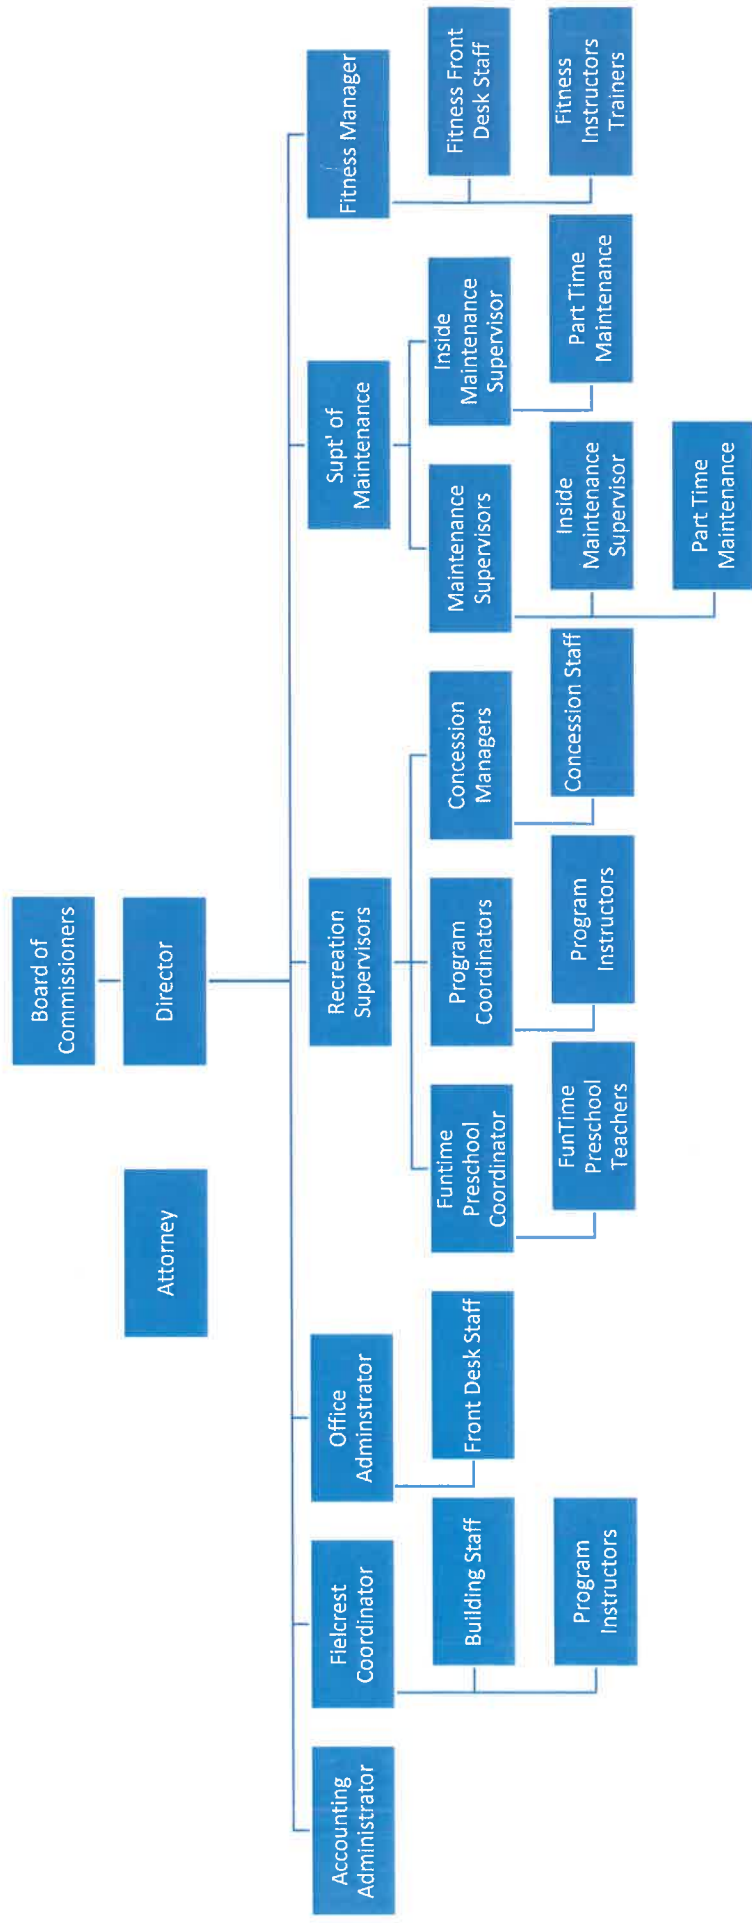 Board of
Commissioners
Attorney
Director
Accounting
Administrator
Fielcrest
Coordinator
Office
Adminstrator
Recreation
Supervisors
Supt' of
Maintenance
Fitness Manager
Building Staff
Front Desk Staff
Funtime
Preschool
Coordinator
Program
Coordinators
Concession
Managers
Maintenance
Supervisors
Inside
Maintenance
Supervisor
Fitness Front
Desk Staff
Program
Instructors
FunTime
Preschool
Teachers
Program
Instructors
Concession Staff
Inside
Maintenance
Supervisor
Part Time
Maintenance
Fitness
Instructors
Trainers
Part Time
Maintenance